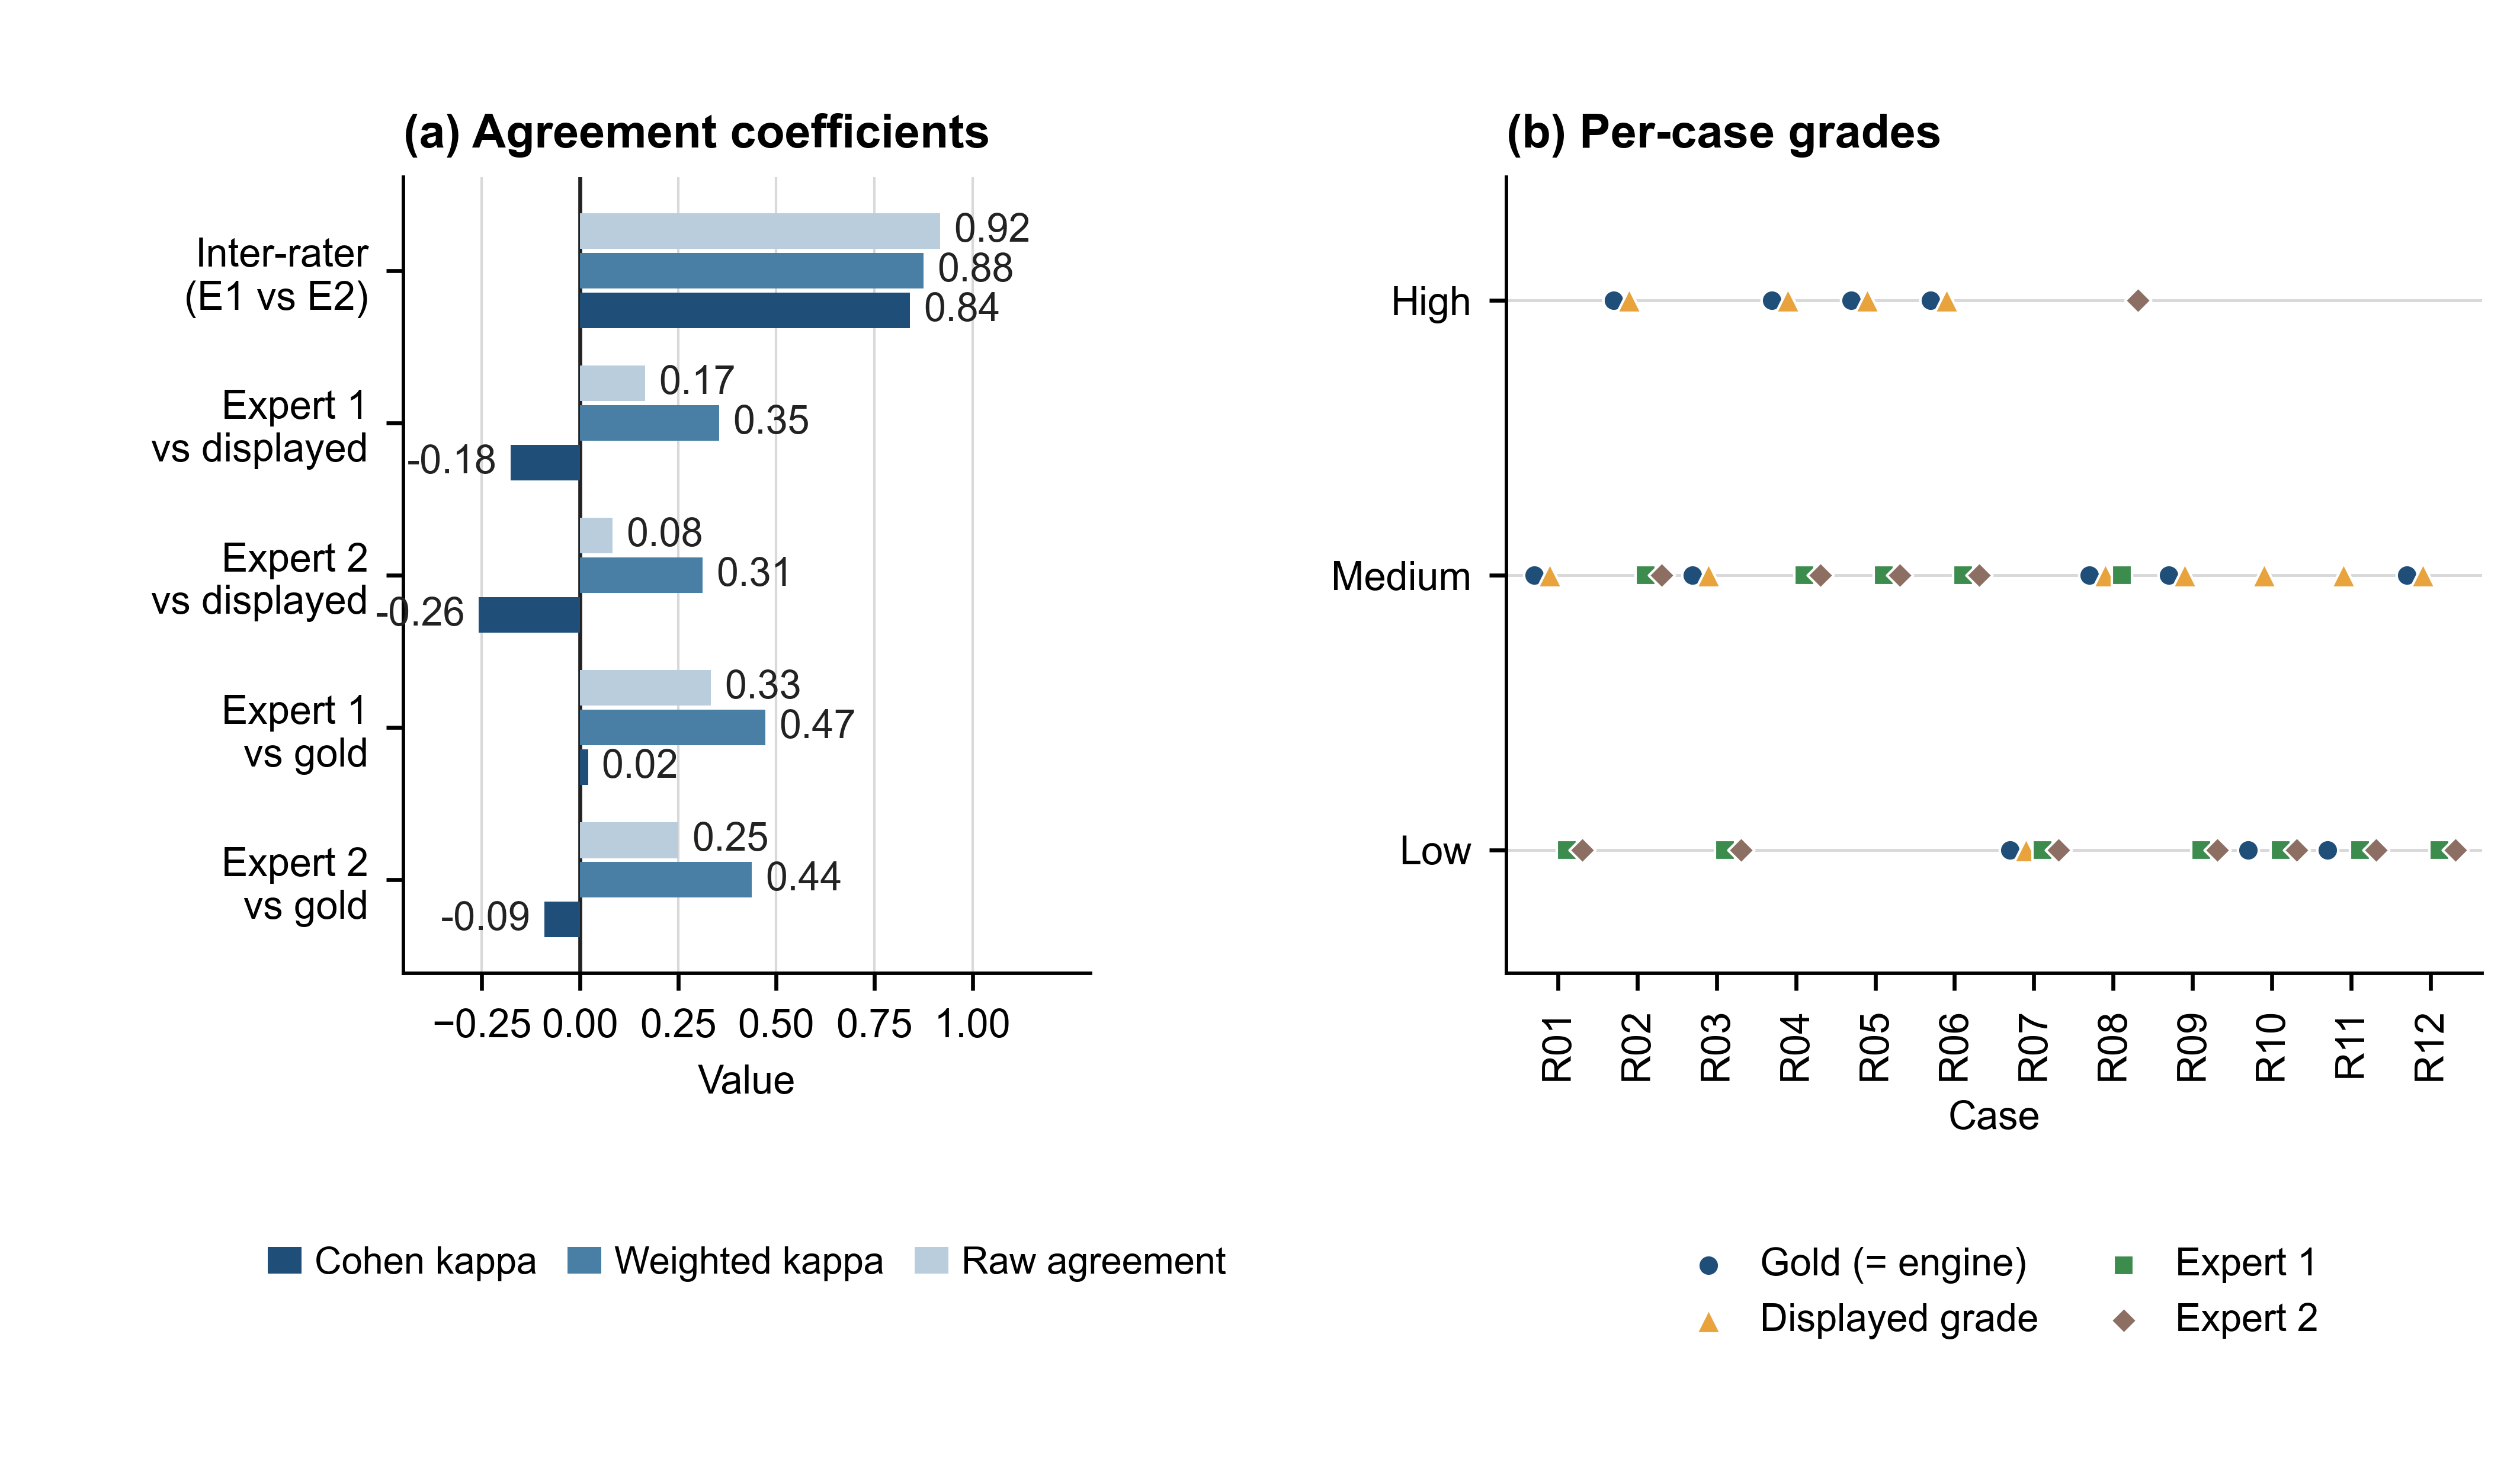 (a) Agreement coefficients
Inter-rater
(E1 vs E2)
0.92
0.88
0.84
Expert 1
vs displayed
0.17
0.35
-0.18
Expert 2
vs displayed
0.08
0.31
-0.26
Expert 1
vs gold
0.33
0.47
0.02
Expert 2
vs gold
0.25
0.44
-0.09
−0.25 0.00 0.25 0.50 0.75 1.00
Value
Cohen kappa Weighted kappa Raw agreement
(b) Per-case grades
High
Medium
Low
R01 R02 R03 R04 R05 R06 R07 R08 R09 R10 R11 R12
Case
Gold (= engine) Expert 1
Displayed grade Expert 2